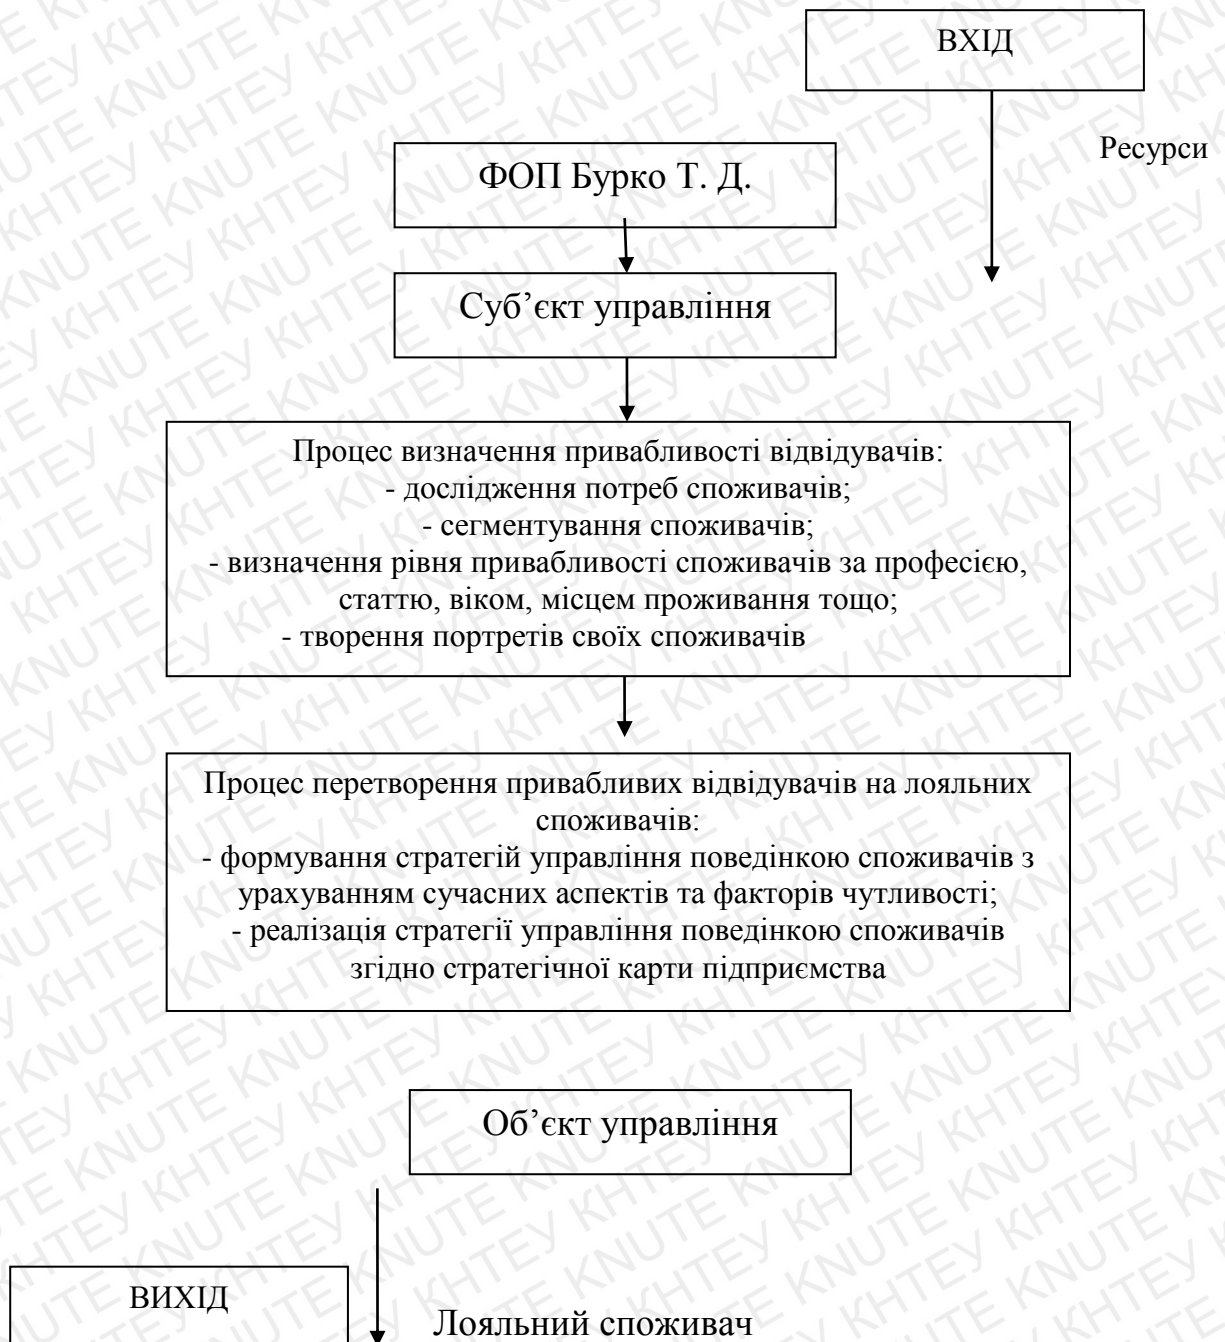 ВХІД
Ресурси
ФОП Бурко Т. Д.
Суб’єкт управління
Процес визначення привабливості відвідувачів:
- дослідження потреб споживачів;
- сегментування споживачів;
- визначення рівня привабливості споживачів за професією,
статтю, віком, місцем проживання тощо;
- творення портретів своїх споживачів
Процес перетворення привабливих відвідувачів на лояльних
споживачів:
- формування стратегій управління поведінкою споживачів з
урахуванням сучасних аспектів та факторів чутливості;
- реалізація стратегії управління поведінкою споживачів
згідно стратегічної карти підприємства
Об’єкт управління
ВИХІД
Лояльний споживач